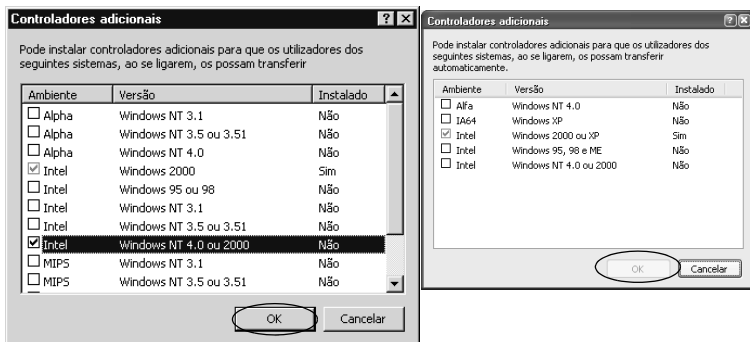 Controladores adicionais
Pode instalar controladores adicionais para que os utilizadores dos
seguintes sistemas, ao se ligarem, os possam transferir
Ambiente Versão Instalado
Alpha Windows NT 3.1 Não
Alpha Windows NT 3.5 ou 3.51 Não
Alpha Windows NT 4.0 Não
Intel Windows 2000 Sim
Intel Windows 95 ou 98 Não
Intel Windows NT 3.1 Não
Intel Windows NT 3.5 ou 3.51 Não
Intel Windows NT 4.0 ou 2000 Não
MIPS Windows NT 3.1 Não
MIPS Windows NT 3.5 ou 3.51 Não
OK Cancelar
Controladores adicionais
Pode instalar controladores adicionais para que os utilizadores dos
seguintes sistemas, ao se ligarem, os possam transferir
automaticamente.
Ambiente Versão Instalado
Alfa Windows NT 4.0 Não
IA64 Windows XP Não
Intel Windows 2000 ou XP Sim
Intel Windows 95, 98 e ME Não
Intel Windows NT 4.0 ou 2000 Não
OK Cancelar